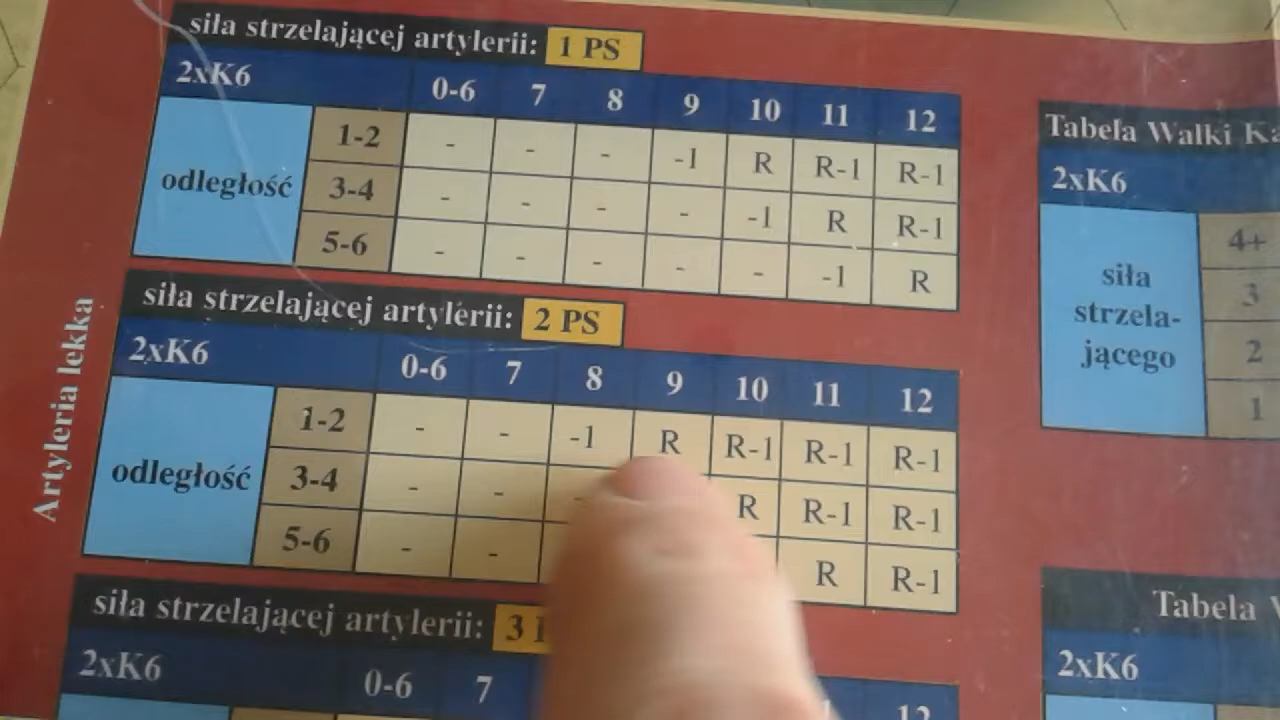 siła strzelającej artylerii: 1 PS
2xK6 0-6 7 8 9 10 11 12
odległość
1-2 - - - -1 R R-1 R-1
3-4 - - - - -1 R R-1
5-6 - - - - - -1 R
siła strzelającej artylerii: 2 PS
2xK6 0-6 7 8 9 10 11 12
odległość
1-2 - - -1 R R-1 R-1 R-1
3-4 - - - R R-1 R-1
5-6 - - R R-1
siła strzelającej artylerii: 3
2xK6 0-6 7 12
Artyleria lekka
Tabela Walki
2xK6
siła
strzela-
jącego
4+
3
2
1
Tabela
2xK6